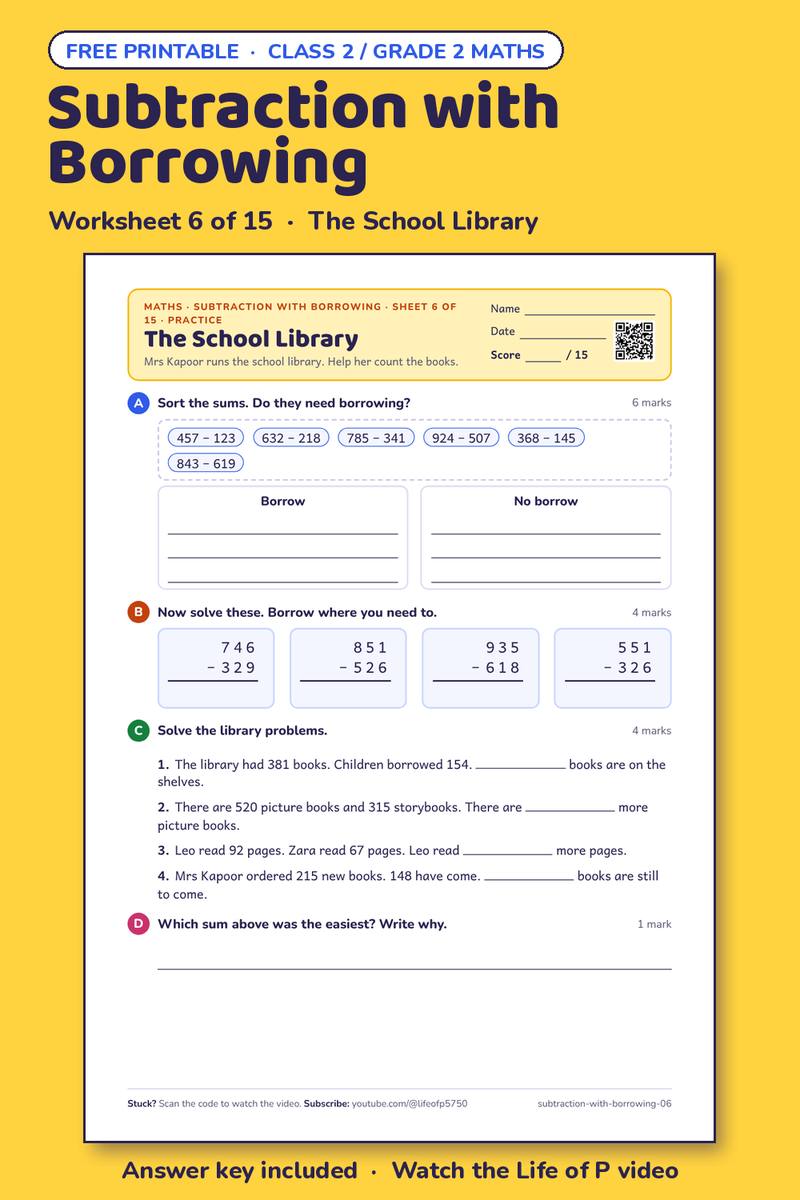 FREE PRINTABLE · CLASS 2 / GRADE 2 MATHS
Subtraction with
Borrowing
Worksheet 6 of 15 · The School Library
MATHS · SUBTRACTION WITH BORROWING · SHEET 6 OF
15 · PRACTICE
The School Library
Mrs Kapoor runs the school library. Help her count the books.
Name
Date
Score / 15
A Sort the sums. Do they need borrowing? 6 marks
457 − 123 632 − 218 785 − 341 924 − 507 368 − 145
843 − 619
Borrow No borrow
B Now solve these. Borrow where you need to. 4 marks
746 851 935 551
− 329 − 526 − 618 − 326
C Solve the library problems. 4 marks
1. The library had 381 books. Children borrowed 154. ____ books are on the
shelves.
2. There are 520 picture books and 315 storybooks. There are ____ more
picture books.
3. Leo read 92 pages. Zara read 67 pages. Leo read ____ more pages.
4. Mrs Kapoor ordered 215 new books. 148 have come. ____ books are still
to come.
D Which sum above was the easiest? Write why. 1 mark
Stuck? Scan the code to watch the video. Subscribe: youtube.com/@lifeofp5750 subtraction-with-borrowing-06
Answer key included · Watch the Life of P video